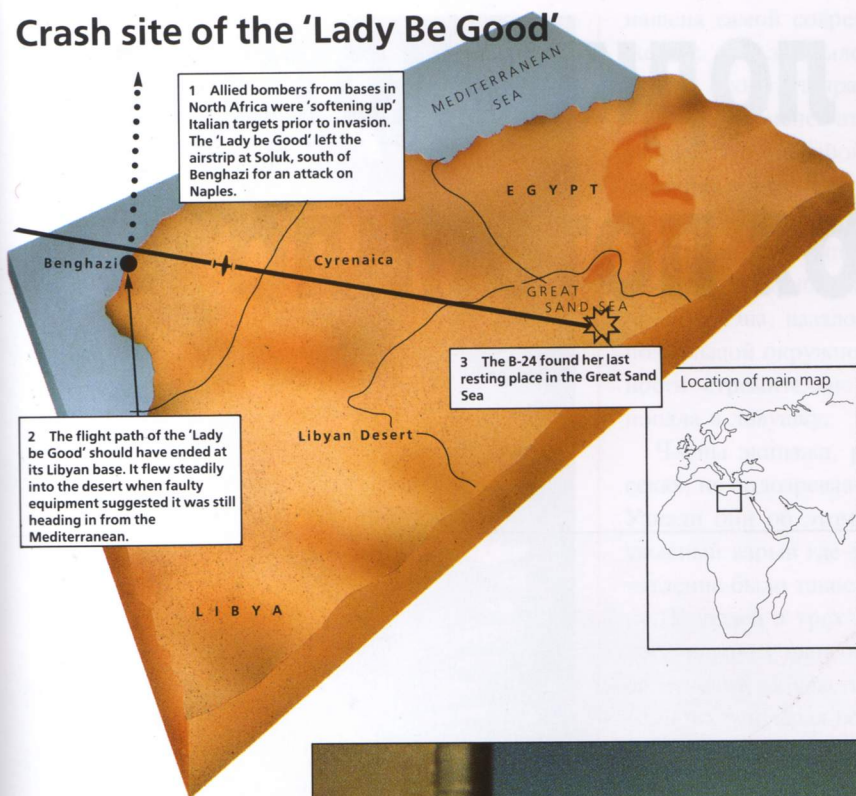 Crash site of the ‘Lady Be Good’
1 Allied bombers from bases in
North Africa were ‘softening up’
Italian targets prior to invasion.
The ‘Lady be Good’ left the
airstrip at Soluk, south of
Benghazi for an attack on
Naples.
MEDITERRANEAN
SEA
EGYPT
Benghazi
Cyrenaica
GREAT
SAND SEA
3 The B-24 found her last
resting place in the Great Sand
Sea
Location of main map
2 The flight path of the ‘Lady
be Good’ should have ended at
its Libyan base. It flew steadily
into the desert when faulty
equipment suggested it was still
heading in from the
Mediterranean.
Libyan Desert
LIBYA